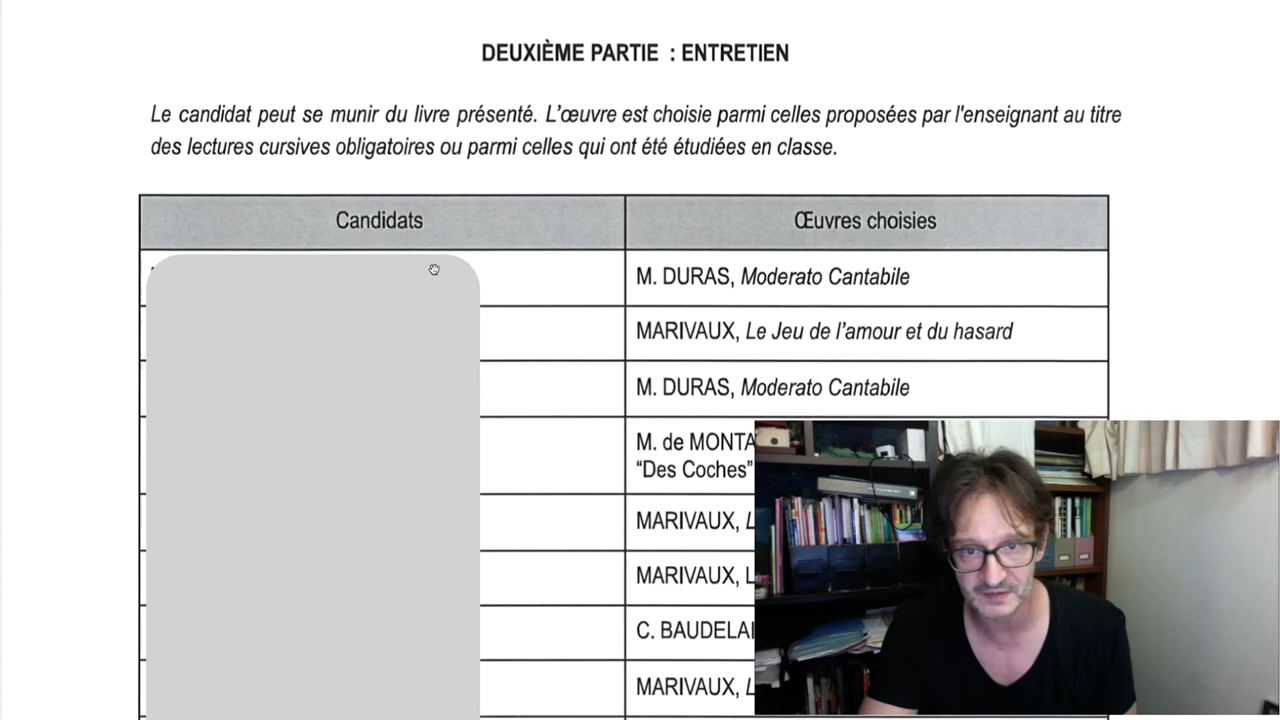 DEUXIÈME PARTIE : ENTRETIEN
Le candidat peut se munir du livre présenté. L'œuvre est choisie parmi celles proposées par l'enseignant au titre
des lectures cursives obligatoires ou parmi celles qui ont été étudiées en classe.
Candidats Œuvres choisies
M. DURAS, Moderato Cantabile
MARIVAUX, Le Jeu de l'amour et du hasard
M. DURAS, Moderato Cantabile
M. de MONTA
“Des Coches”
MARIVAUX, L
MARIVAUX, L
C. BAUDELAI
MARIVAUX, L